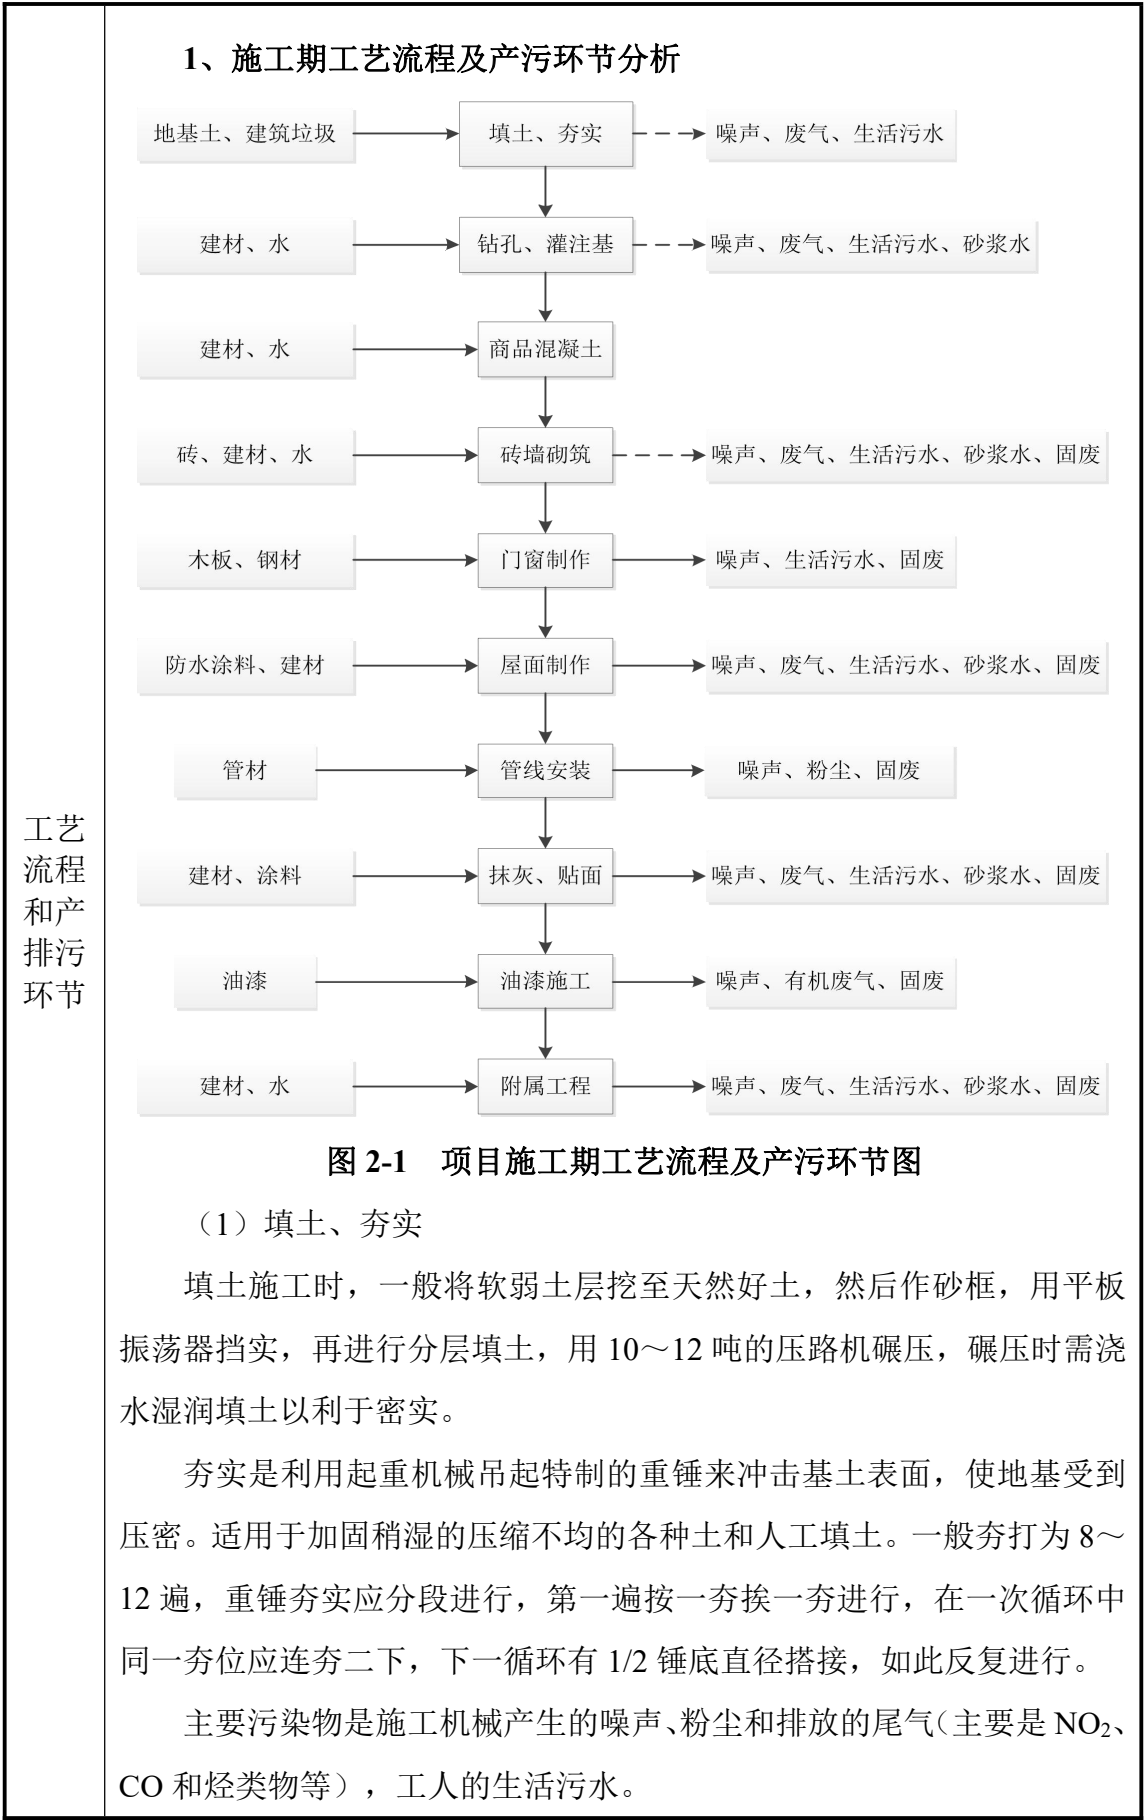 1、施工期工艺流程及产污环节分析
地基土、建筑垃圾
填土、夯实
噪声、废气、生活污水
建材、水
钻孔、灌注基
噪声、废气、生活污水、砂浆水
建材、水
商品混凝土
砖、建材、水
砖墙砌筑
噪声、废气、生活污水、砂浆水、固废
木板、钢材
门窗制作
噪声、生活污水、固废
防水涂料、建材
屋面制作
噪声、废气、生活污水、砂浆水、固废
管材
管线安装
噪声、粉尘、固废
建材、涂料
抹灰、贴面
噪声、废气、生活污水、砂浆水、固废
油漆
油漆施工
噪声、有机废气、固废
建材、水
附属工程
噪声、废气、生活污水、砂浆水、固废
工艺
流程
和产
排污
环节
图 2-1 项目施工期工艺流程及产污环节图
（1）填土、夯实
填土施工时，一般将软弱土层挖至天然好土，然后作砂框，用平板
振荡器挡实，再进行分层填土，用 10～12 吨的压路机碾压，碾压时需浇
水湿润填土以利于密实。
夯实是利用起重机械吊起特制的重锤来冲击基土表面，使地基受到
压密。适用于加固稍湿的压缩不均的各种土和人工填土。一般夯打为 8～
12 遍，重锤夯实应分段进行，第一遍按一夯挨一夯进行，在一次循环中
同一夯位应连夯二下，下一循环有 1/2 锤底直径搭接，如此反复进行。
主要污染物是施工机械产生的噪声、粉尘和排放的尾气（主要是 NO₂、
CO 和烃类物等），工人的生活污水。